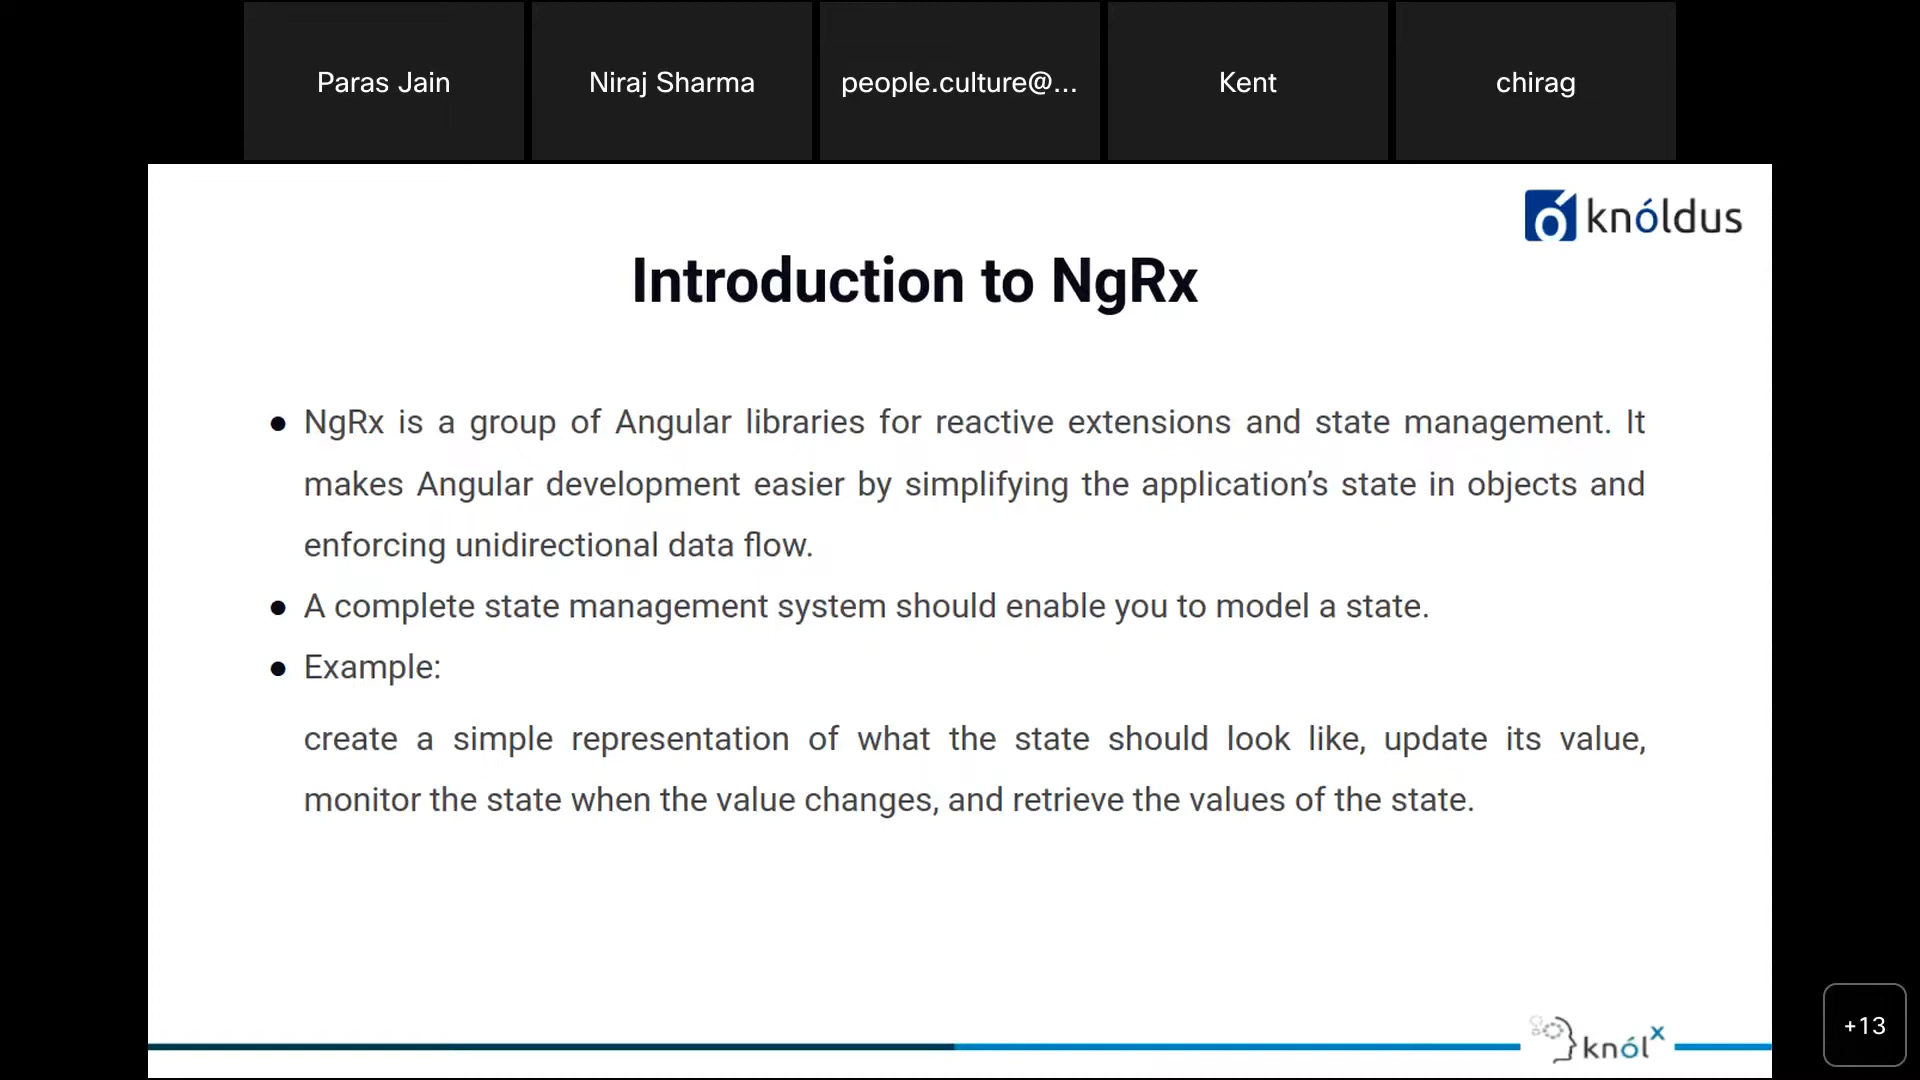 Paras Jain
Niraj Sharma
people.culture@...
Kent
chirag
knóldus
Introduction to NgRx
● NgRx is a group of Angular libraries for reactive extensions and state management. It
makes Angular development easier by simplifying the application’s state in objects and
enforcing unidirectional data flow.
● A complete state management system should enable you to model a state.
● Example:
create a simple representation of what the state should look like, update its value,
monitor the state when the value changes, and retrieve the values of the state.
knólx
+13